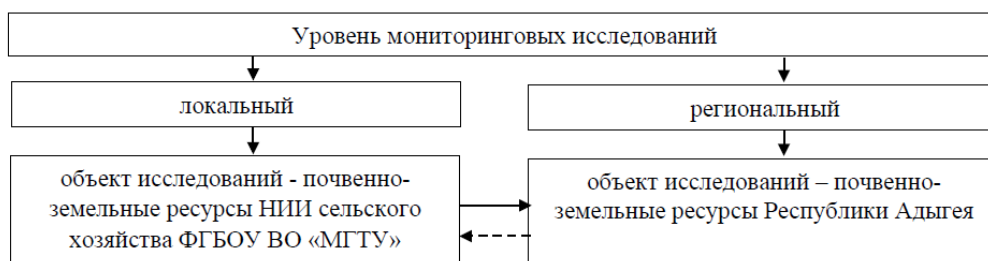 Уровень мониторинговых исследований
локальный
региональный
объект исследований - почвенно-
земельные ресурсы НИИ сельского
хозяйства ФГБОУ ВО «МГТУ»
объект исследований – почвенно-
земельные ресурсы Республики Адыгея